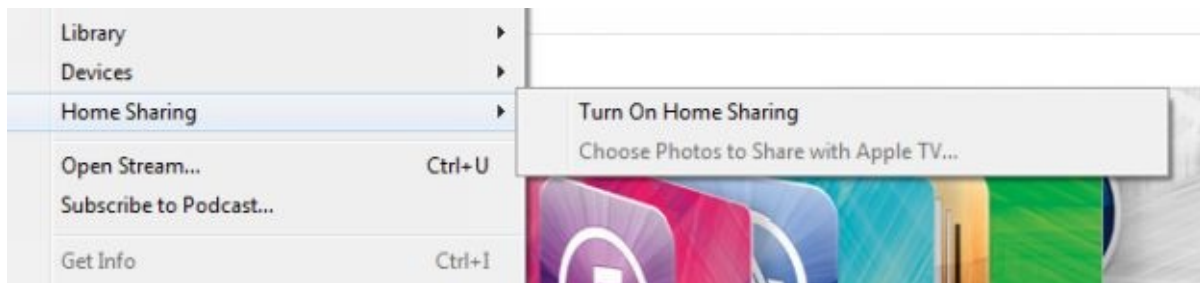 Library
Devices
Home Sharing
Turn On Home Sharing
Choose Photos to Share with Apple TV...
Open Stream... Ctrl+U
Subscribe to Podcast...
Get Info Ctrl+I